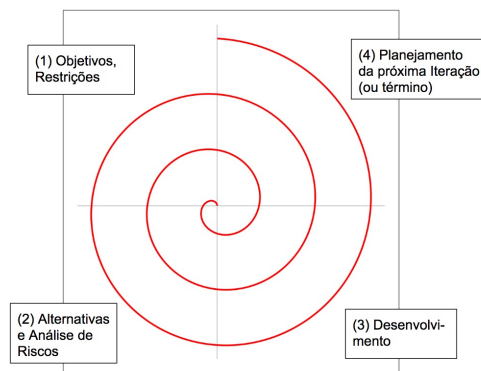 (1) Objetivos,
Restrições
(4) Planejamento
da próxima Iteração
(ou término)
(2) Alternativas
e Análise de
Riscos
(3) Desenvolvi-
mento